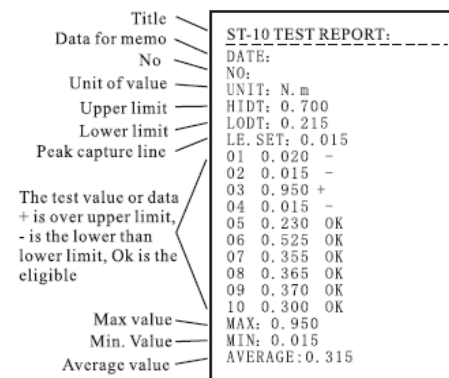 Title
Data for memo
No
Unit of value
Upper limit
Lower limit
Peak capture line
The test value or data
+ is over upper limit,
- is the lower than
lower limit, Ok is the
eligible
Max value
Min. Value
Average value
ST-10 TEST REPORT:
DATE:
NO:
UNIT: N.m
HIDT: 0.700
LODT: 0.215
LE.SET: 0.015
01 0.020 -
02 0.015 -
03 0.950 +
04 0.015 -
05 0.230 OK
06 0.525 OK
07 0.355 OK
08 0.365 OK
09 0.370 OK
10 0.300 OK
MAX: 0.950
MIN: 0.015
AVERAGE:0.315